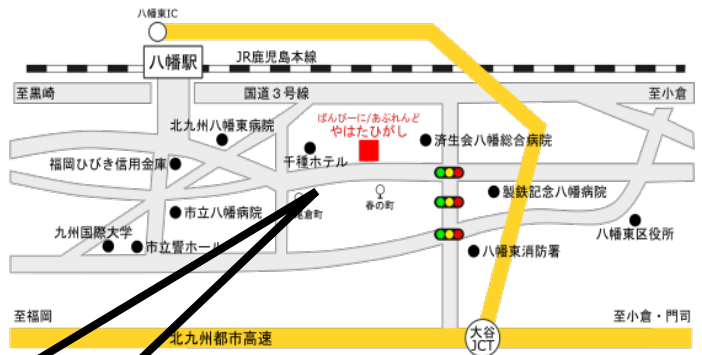 八幡東IC
八幡駅
JR鹿児島本線
至黒崎
国道３号線
至小倉
ばんびーに/あぷれんど
やはたひがし
北九州八幡東病院
済生会八幡総合病院
千種ホテル
福岡ひびき信用金庫
製鉄記念八幡病院
春の町
尾倉町
市立八幡病院
九州国際大学
市立響ホール
八幡東区役所
八幡東消防署
至福岡
至小倉・門司
北九州都市高速
大谷
JCT